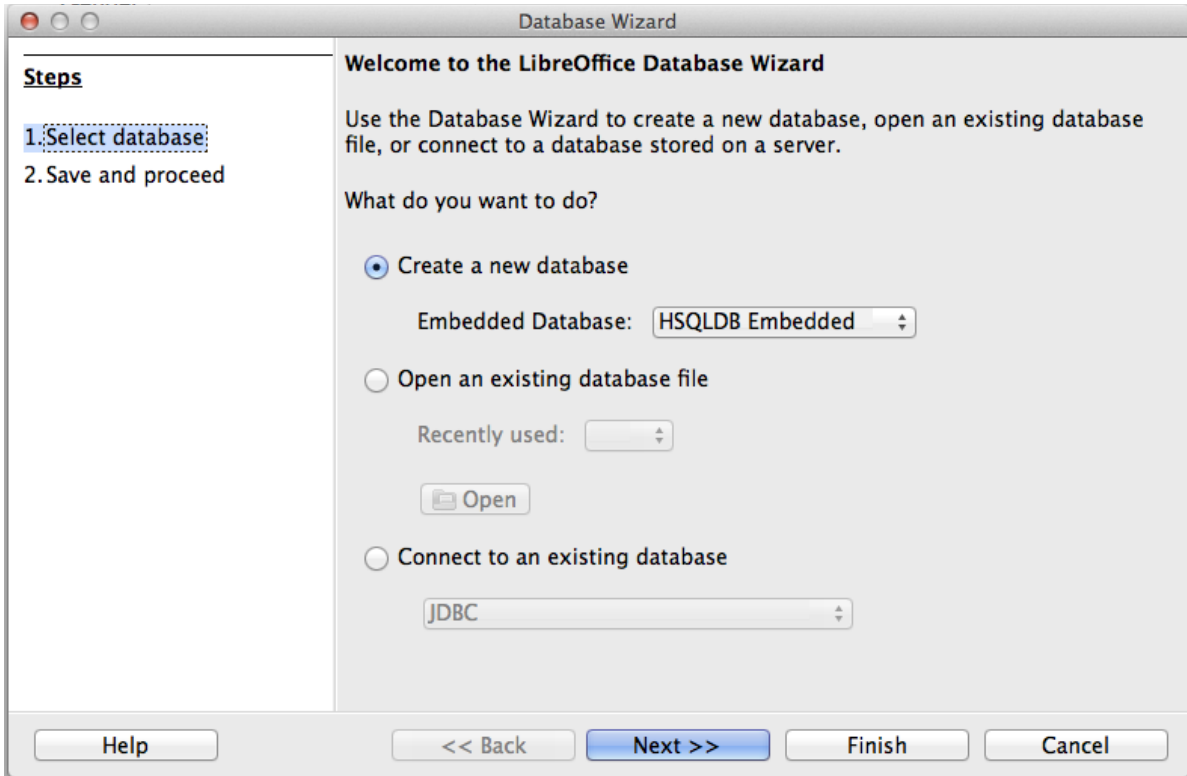 Database Wizard
Steps
1. Select database
2. Save and proceed
Welcome to the LibreOffice Database Wizard
Use the Database Wizard to create a new database, open an existing database
file, or connect to a database stored on a server.
What do you want to do?
Create a new database
Embedded Database: HSQLDB Embedded
Open an existing database file
Recently used:
Open
Connect to an existing database
JDBC
Help << Back Next >> Finish Cancel